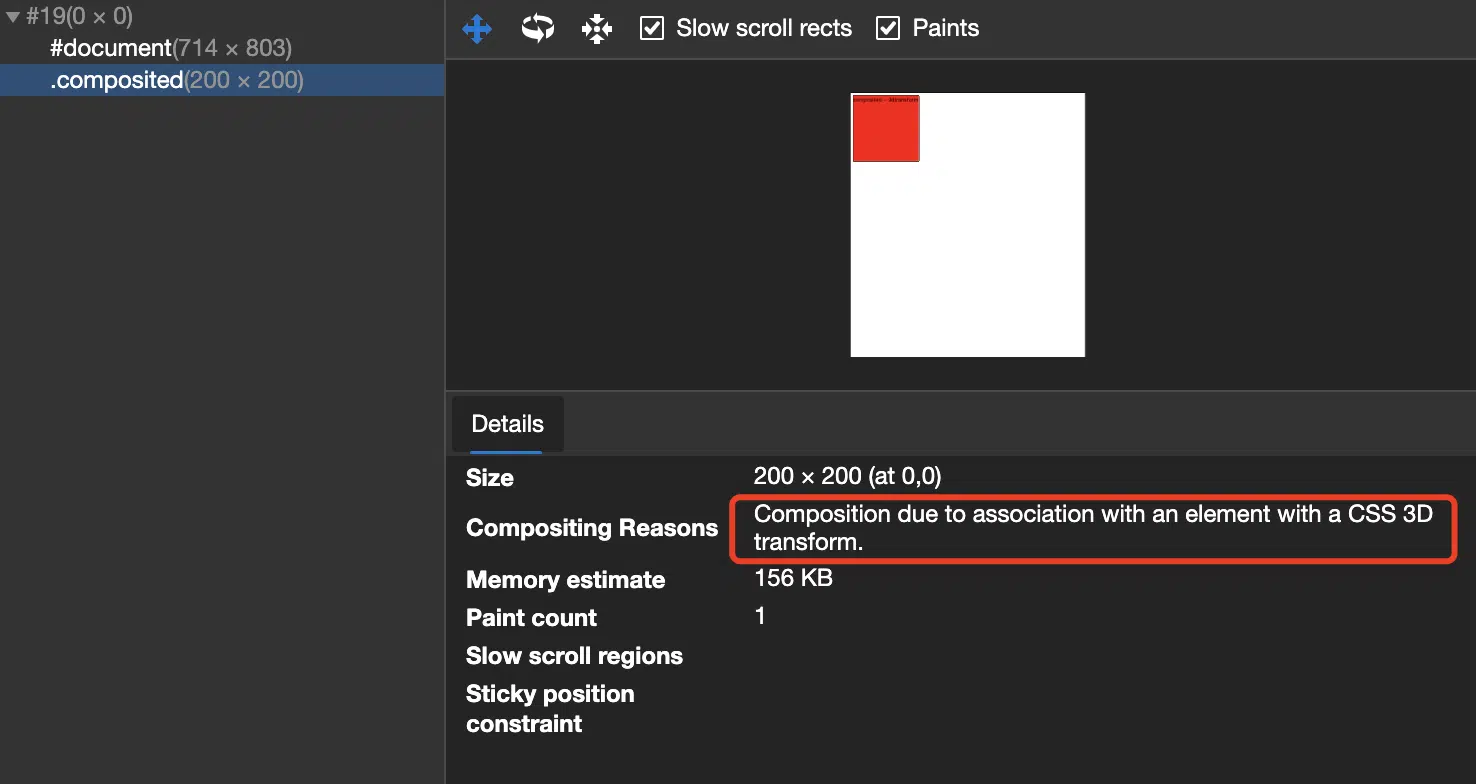 #19(0 × 0)
#document(714 × 803)
.composited(200 × 200)
Slow scroll rects
Paints
Details
Size
200 × 200 (at 0,0)
Compositing Reasons
Composition due to association with an element with a CSS 3D
transform.
Memory estimate
156 KB
Paint count
1
Slow scroll regions
Sticky position
constraint